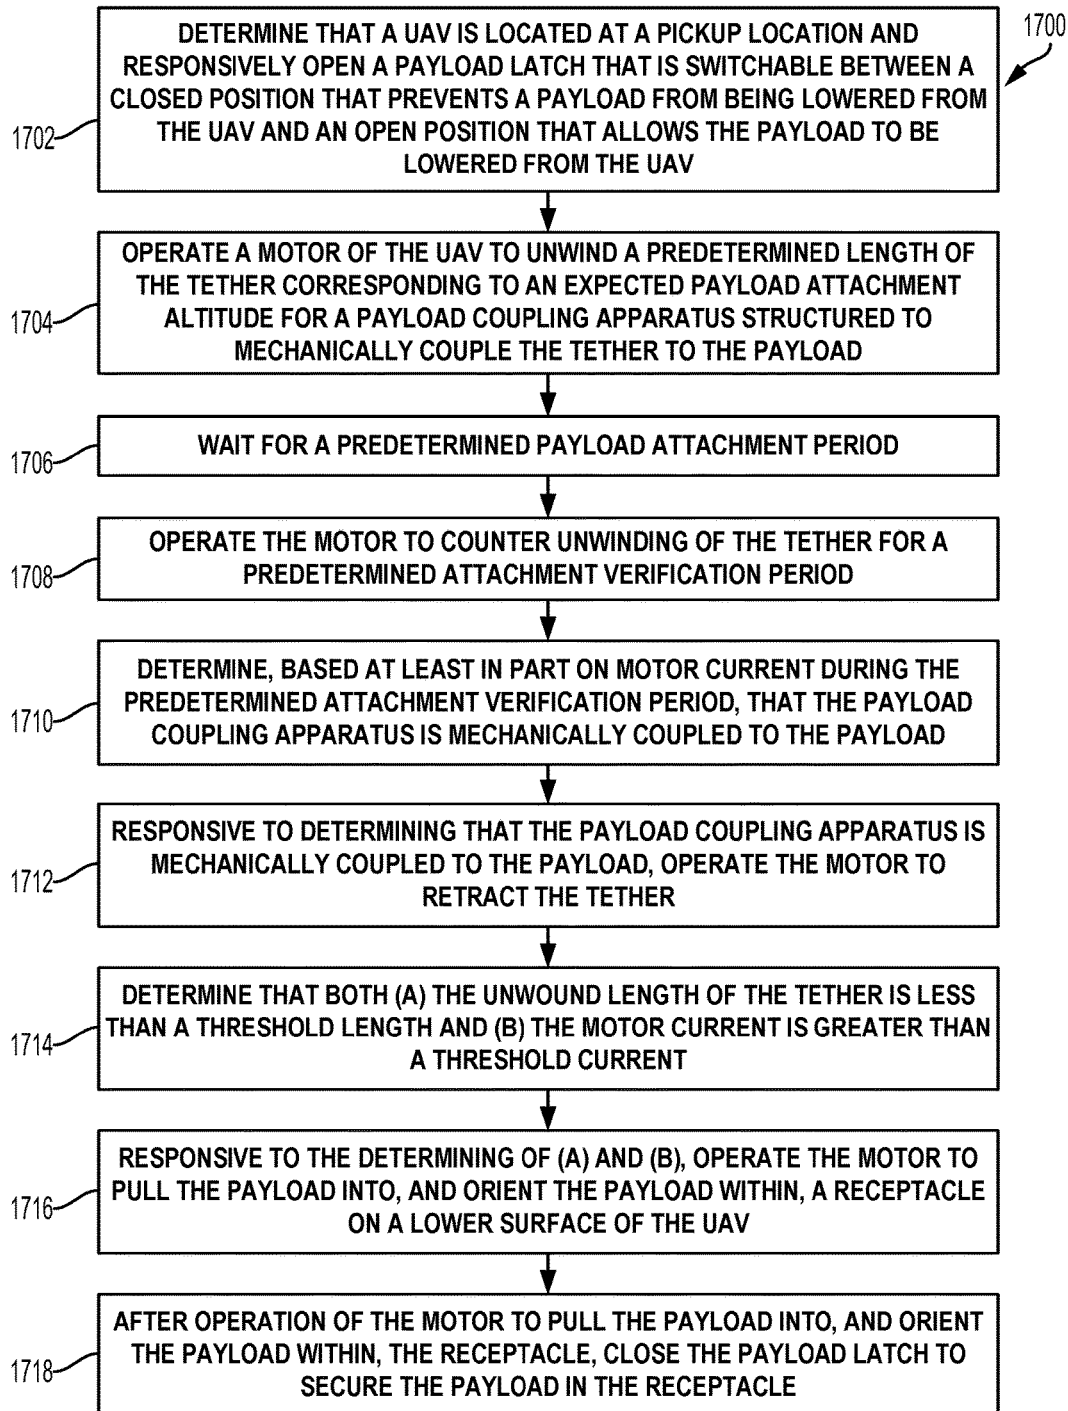 1700
DETERMINE THAT A UAV IS LOCATED AT A PICKUP LOCATION AND
RESPONSIVELY OPEN A PAYLOAD LATCH THAT IS SWITCHABLE BETWEEN A
CLOSED POSITION THAT PREVENTS A PAYLOAD FROM BEING LOWERED FROM
THE UAV AND AN OPEN POSITION THAT ALLOWS THE PAYLOAD TO BE
LOWERED FROM THE UAV
1702
OPERATE A MOTOR OF THE UAV TO UNWIND A PREDETERMINED LENGTH OF
THE TETHER CORRESPONDING TO AN EXPECTED PAYLOAD ATTACHMENT
ALTITUDE FOR A PAYLOAD COUPLING APPARATUS STRUCTURED TO
MECHANICALLY COUPLE THE TETHER TO THE PAYLOAD
1704
WAIT FOR A PREDETERMINED PAYLOAD ATTACHMENT PERIOD
1706
OPERATE THE MOTOR TO COUNTER UNWINDING OF THE TETHER FOR A
PREDETERMINED ATTACHMENT VERIFICATION PERIOD
1708
DETERMINE, BASED AT LEAST IN PART ON MOTOR CURRENT DURING THE
PREDETERMINED ATTACHMENT VERIFICATION PERIOD, THAT THE PAYLOAD
COUPLING APPARATUS IS MECHANICALLY COUPLED TO THE PAYLOAD
1710
RESPONSIVE TO DETERMINING THAT THE PAYLOAD COUPLING APPARATUS IS
MECHANICALLY COUPLED TO THE PAYLOAD, OPERATE THE MOTOR TO
RETRACT THE TETHER
1712
DETERMINE THAT BOTH (A) THE UNWOUND LENGTH OF THE TETHER IS LESS
THAN A THRESHOLD LENGTH AND (B) THE MOTOR CURRENT IS GREATER THAN
A THRESHOLD CURRENT
1714
RESPONSIVE TO THE DETERMINING OF (A) AND (B), OPERATE THE MOTOR TO
PULL THE PAYLOAD INTO, AND ORIENT THE PAYLOAD WITHIN, A RECEPTACLE
ON A LOWER SURFACE OF THE UAV
1716
AFTER OPERATION OF THE MOTOR TO PULL THE PAYLOAD INTO, AND ORIENT
THE PAYLOAD WITHIN, THE RECEPTACLE, CLOSE THE PAYLOAD LATCH TO
SECURE THE PAYLOAD IN THE RECEPTACLE
1718